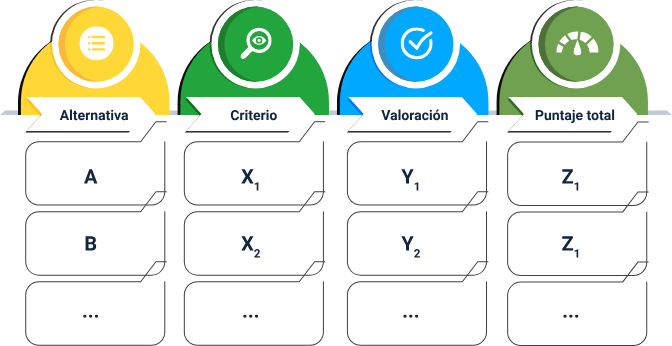 Alternativa Criterio Valoración Puntaje total
A X1 Y1 Z1
B X2 Y2 Z1
... ... ... ...